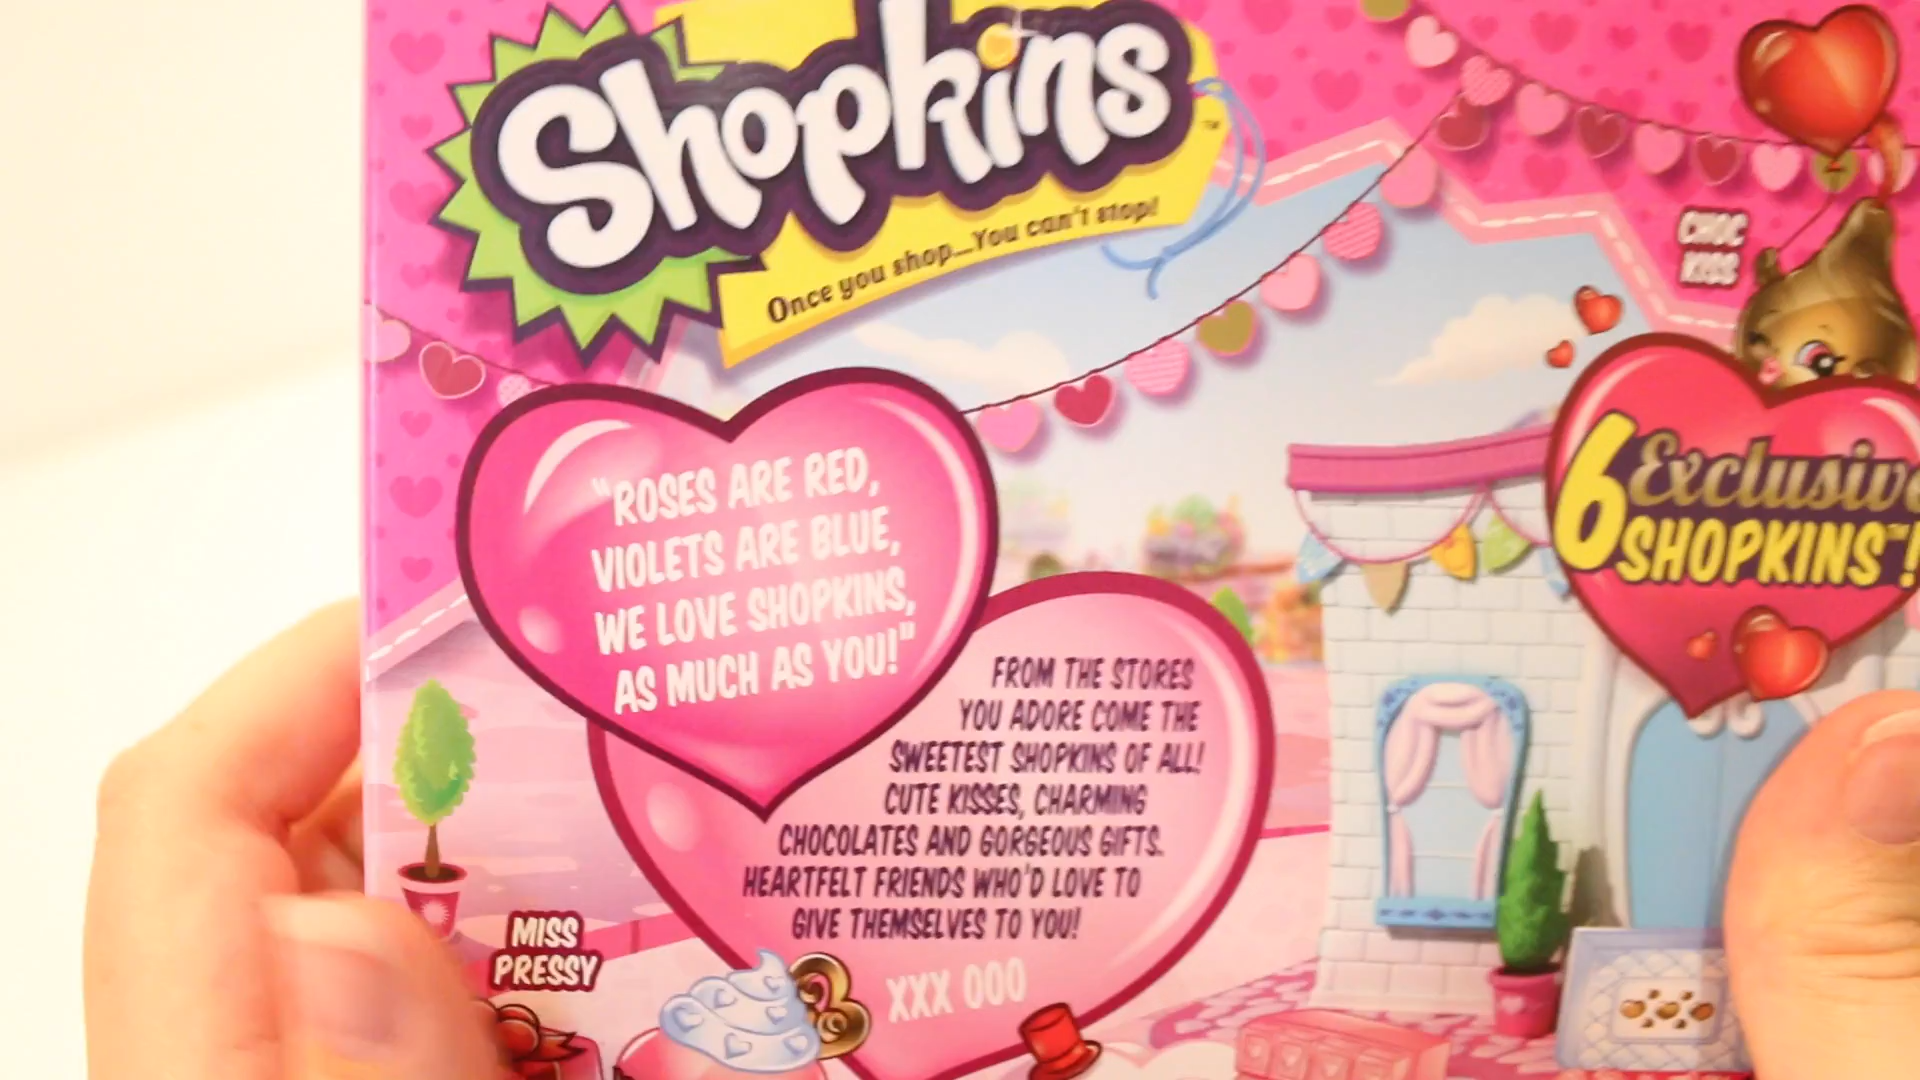 Shopkins™
Once you shop...You can't stop!
CHOC
KISS
6 Exclusive
SHOPKINS™!
"ROSES ARE RED,
VIOLETS ARE BLUE,
WE LOVE SHOPKINS,
AS MUCH AS YOU!"
FROM THE STORES
YOU ADORE COME THE
SWEETEST SHOPKINS OF ALL!
CUTE KISSES, CHARMING
CHOCOLATES AND GORGEOUS GIFTS.
HEARTFELT FRIENDS WHO'D LOVE TO
GIVE THEMSELVES TO YOU!
XXX OOO
MISS
PRESSY